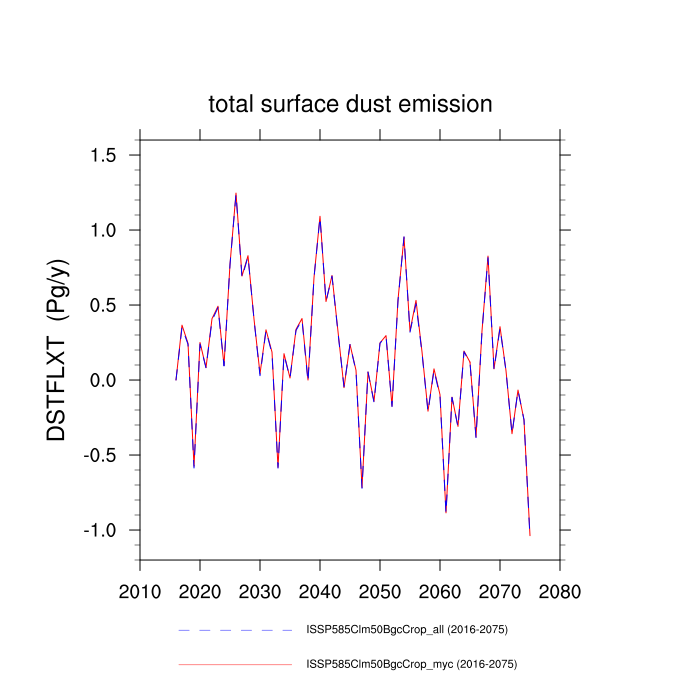 total surface dust emission
DSTFLXT (Pg/y)
1.5
1.0
0.5
0.0
-0.5
-1.0
2010 2020 2030 2040 2050 2060 2070 2080
ISSP585Clm50BgcCrop_all (2016-2075)
ISSP585Clm50BgcCrop_myc (2016-2075)